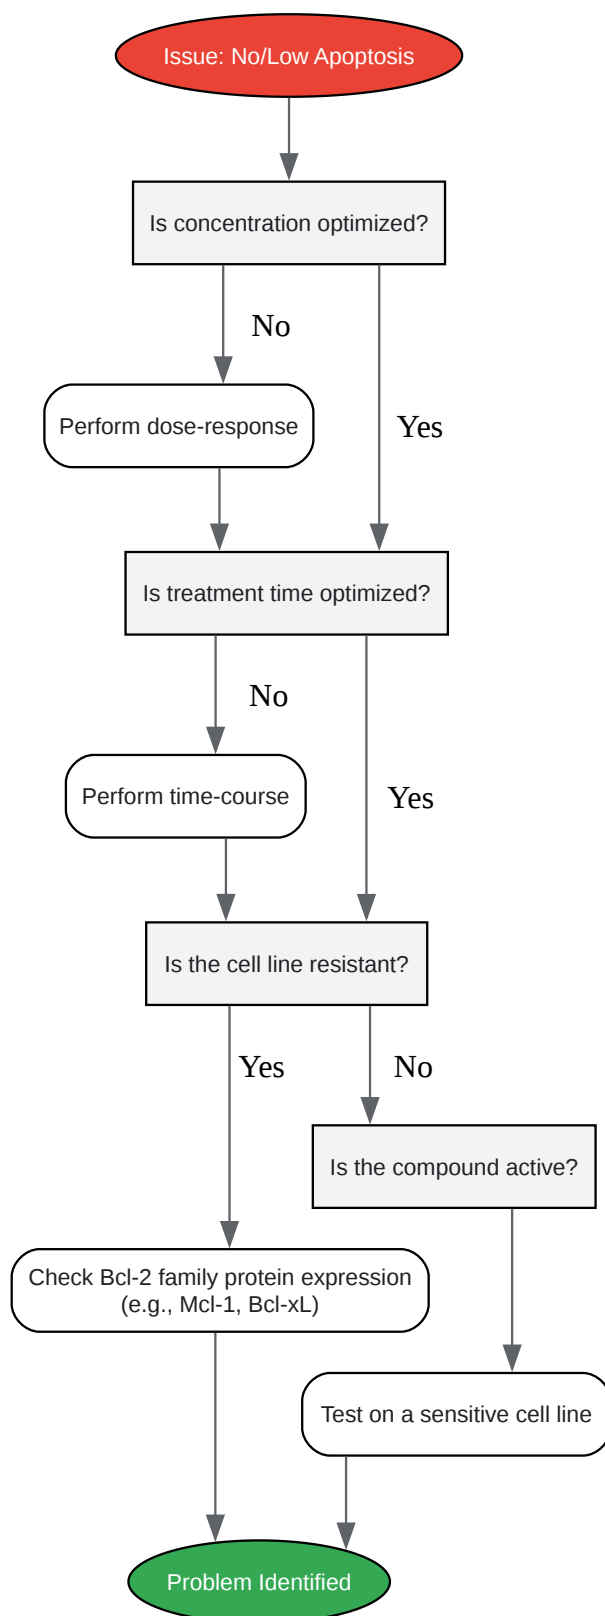 Issue: No/Low Apoptosis
Is concentration optimized?
No
Perform dose-response
Yes
Is treatment time optimized?
No
Perform time-course
Yes
Is the cell line resistant?
Yes
No
Is the compound active?
Check Bcl-2 family protein expression
(e.g., Mcl-1, Bcl-xL)
Test on a sensitive cell line
Problem Identified